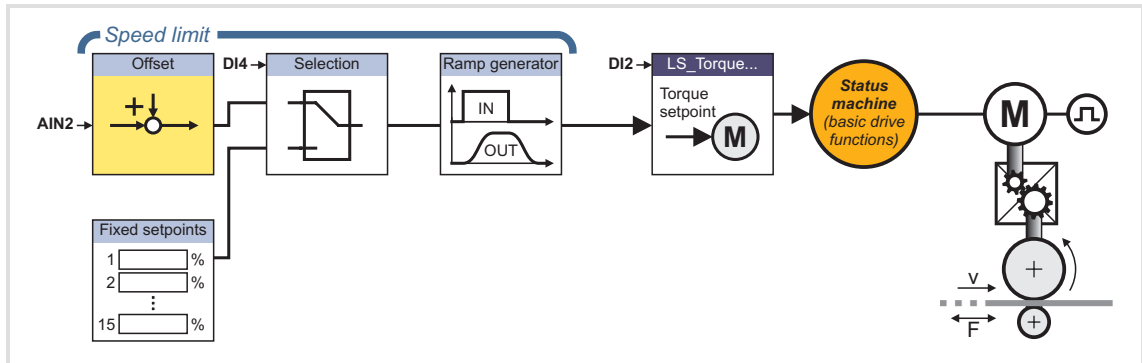 Speed limit
Offset
DI4
Selection
Ramp generator
DI2
LS_Torque...
AIN2
IN
OUT
Torque
setpoint
M
Status
machine
(basic drive
functions)
M
Fixed setpoints
1 %
2 %
15 %
v
F